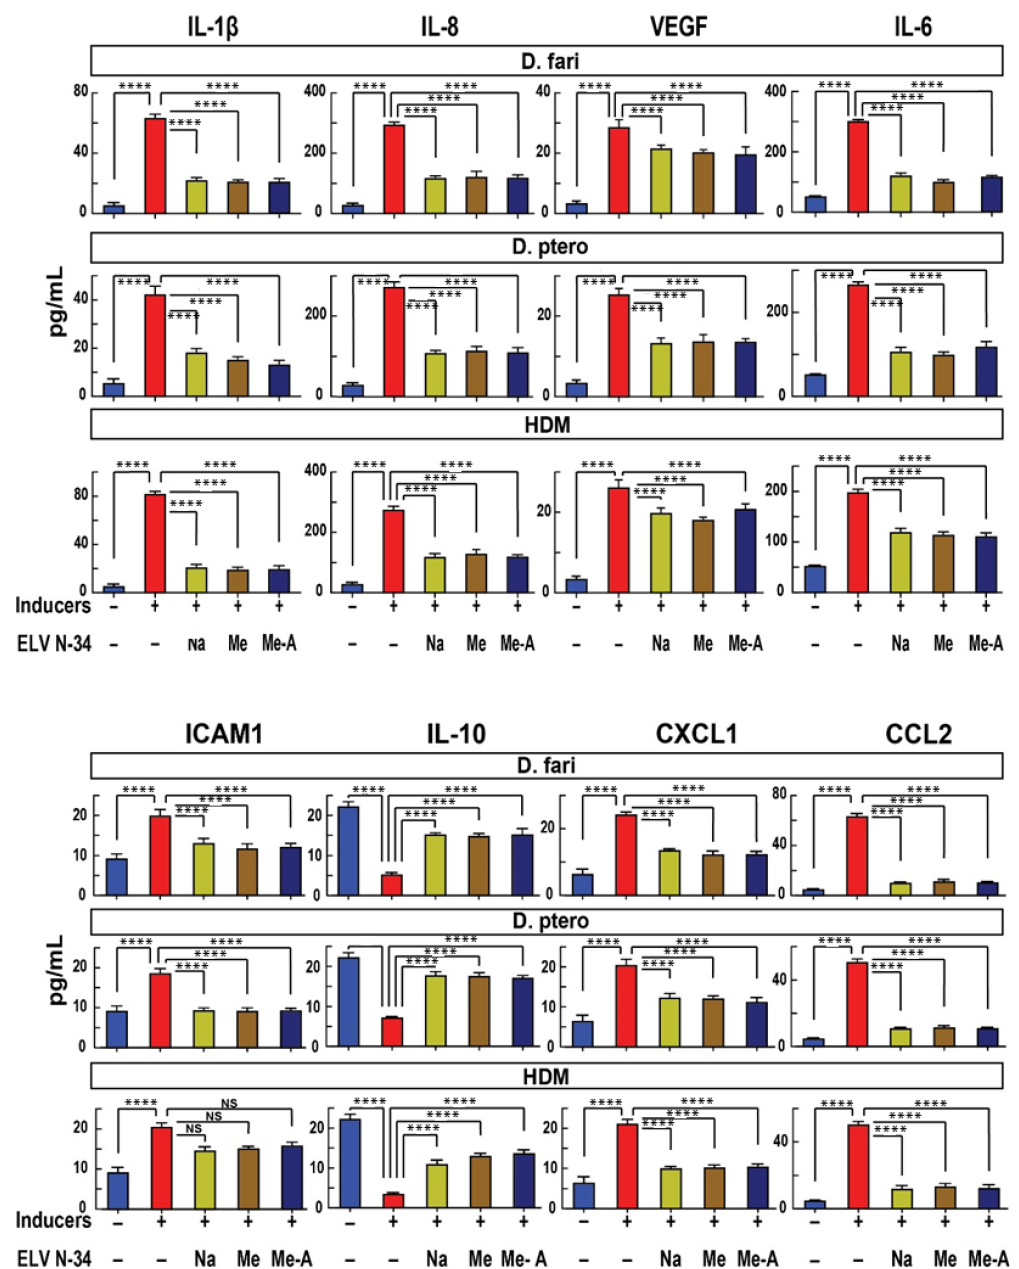 IL-1β IL-8 VEGF IL-6
D. fari
80 400 40 400
**** **** **** **** **** **** **** ****
**** **** **** ****
**** **** **** ****
40 200 20 200
0 0 0 0
D. ptero
pg/mL
**** **** **** **** **** **** **** ****
40 **** **** **** ****
**** **** **** ****
200 20 200
20
0 0 0 0
HDM
400
**** **** **** **** **** **** **** ****
80 **** **** **** ****
**** **** **** ****
200 20 200
40 100
0 0 0 0
Inducers – + + + + – + + + + – + + + + – + + + +
ELV N-34 – – Na Me Me-A – – Na Me Me-A – – Na Me Me-A – – Na Me Me-A
ICAM1 IL-10 CXCL1 CCL2
D. fari
80
**** **** **** **** **** **** **** ****
**** **** **** ****
**** **** **** ****
20 20 20 40
10 10
0 0 0 0
D. ptero
pg/mL
**** **** **** **** **** **** ****
**** **** **** ****
**** **** **** ****
20 20 20 40
10 10 10
0 0 0 0
HDM
**** NS **** **** **** **** **** ****
NS **** **** ****
NS **** **** ****
20 20 20 40
10 10 10
0 0 0 0
Inducers – + + + + – + + + + – + + + + – + + + +
ELV N-34 – – Na Me Me-A – – Na Me Me- A – – Na Me Me-A – – Na Me Me-A